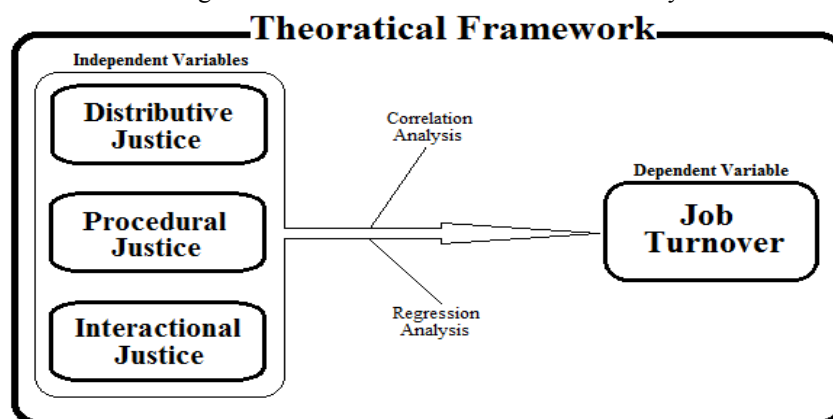 Theoratical Framework
Independent Variables
Distributive
Justice
Procedural
Justice
Interactional
Justice
Correlation
Analysis
Regression
Analysis
Dependent Variable
Job
Turnover